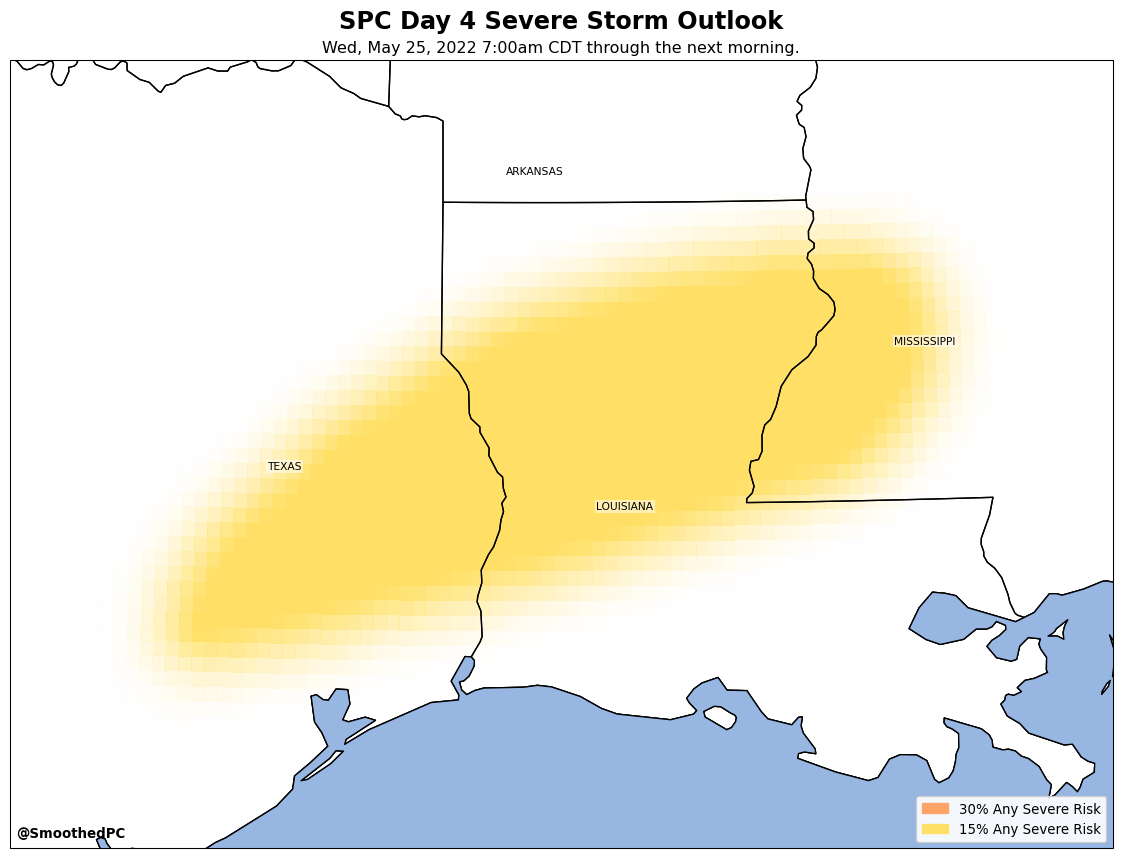 SPC Day 4 Severe Storm Outlook
Wed, May 25, 2022 7:00am CDT through the next morning.
ARKANSAS
MISSISSIPPI
TEXAS
LOUISIANA
30% Any Severe Risk
15% Any Severe Risk
@SmoothedPC